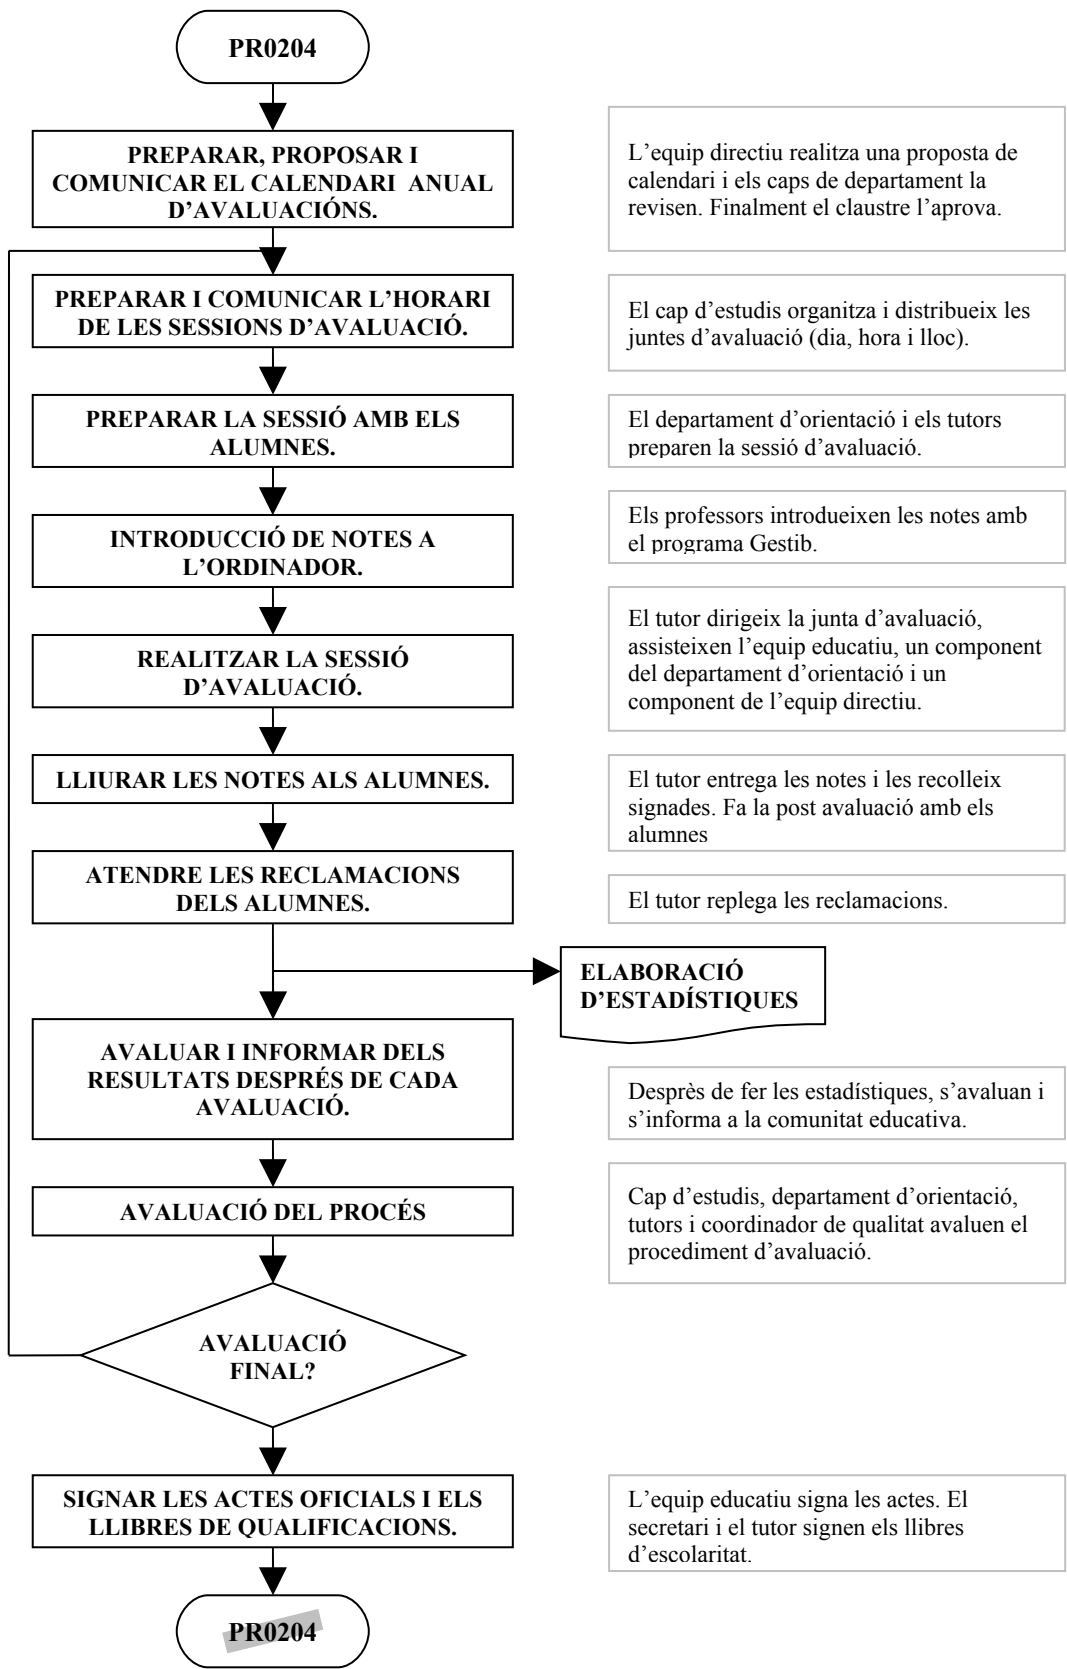 PR0204
PREPARAR, PROPOSAR I
COMUNICAR EL CALENDARI ANUAL
D’AVALUACIÓNS.
L’equip directiu realitza una proposta de
calendari i els caps de departament la
revisen. Finalment el claustre l’aprova.
PREPARAR I COMUNICAR L’HORARI
DE LES SESSIONS D’AVALUACIÓ.
El cap d’estudis organitza i distribueix les
juntes d’avaluació (dia, hora i lloc).
PREPARAR LA SESSIÓ AMB ELS
ALUMNES.
El departament d’orientació i els tutors
preparen la sessió d’avaluació.
INTRODUCCIÓ DE NOTES A
L’ORDINADOR.
Els professors introdueixen les notes amb
el programa Gestib.
REALITZAR LA SESSIÓ
D’AVALUACIÓ.
El tutor dirigeix la junta d’avaluació,
assisteixen l’equip educatiu, un component
del departament d’orientació i un
component de l’equip directiu.
LLIURAR LES NOTES ALS ALUMNES.
El tutor entrega les notes i les recolleix
signades. Fa la post avaluació amb els
alumnes
ATENDRE LES RECLAMACIONS
DELS ALUMNES.
El tutor replega les reclamacions.
ELABORACIÓ
D’ESTADÍSTIQUES
AVALUAR I INFORMAR DELS
RESULTATS DESPRÉS DE CADA
AVALUACIÓ.
Desprès de fer les estadístiques, s’avaluan i
s’informa a la comunitat educativa.
AVALUACIÓ DEL PROCÉS
Cap d’estudis, departament d’orientació,
tutors i coordinador de qualitat avaluen el
procediment d’avaluació.
AVALUACIÓ
FINAL?
SIGNAR LES ACTES OFICIALS I ELS
LLIBRES DE QUALIFICACIONS.
L’equip educatiu signa les actes. El
secretari i el tutor signen els llibres
d’escolaritat.
PR0204